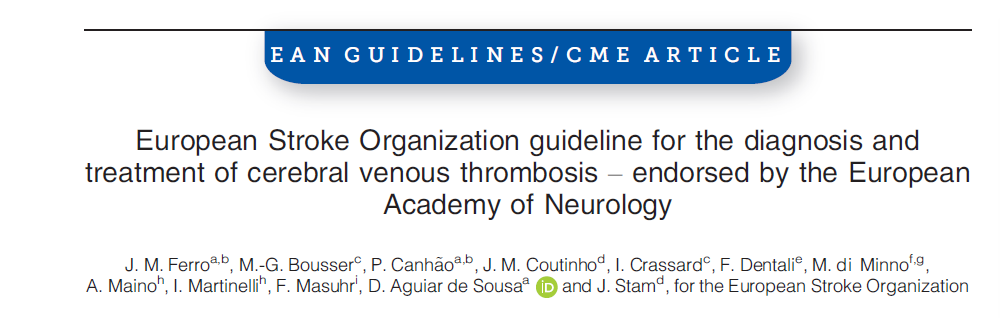 EAN GUIDELINES/CME ARTICLE
European Stroke Organization guideline for the diagnosis and
treatment of cerebral venous thrombosis – endorsed by the European
Academy of Neurology
J. M. Ferroa,b, M.-G. Bousserc, P. Canhãoa,b, J. M. Coutinhod, I. Crassardc, F. Dentalie, M. di Minnof,g,
A. Mainoh, I. Martinellih, F. Masuhri, D. Aguiar de Sousaa iD and J. Stamd, for the European Stroke Organization